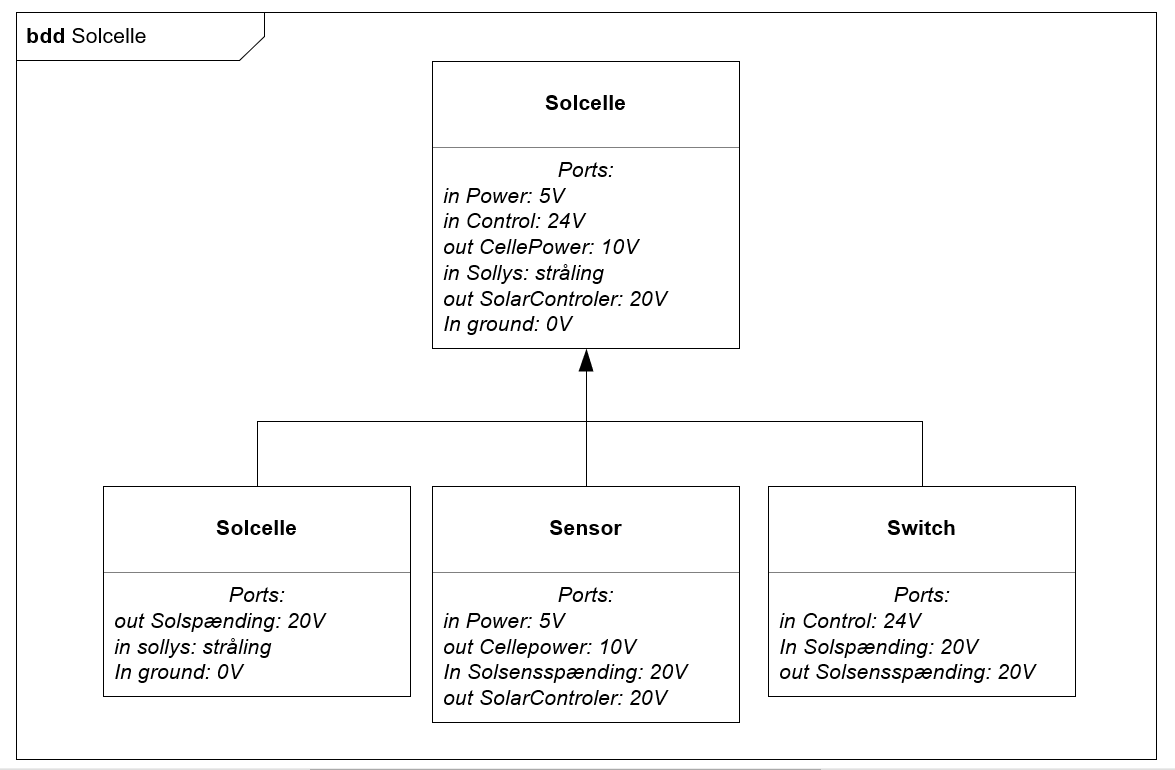 bdd Solcelle
Solcelle
Ports:
in Power: 5V
in Control: 24V
out CellePower: 10V
in Sollys: stråling
out SolarControler: 20V
In ground: 0V
Solcelle
Ports:
out Solspænding: 20V
in sollys: stråling
In ground: 0V
Sensor
Ports:
in Power: 5V
out Cellepower: 10V
In Solsensspænding: 20V
out SolarControler: 20V
Switch
Ports:
in Control: 24V
In Solspænding: 20V
out Solsensspænding: 20V